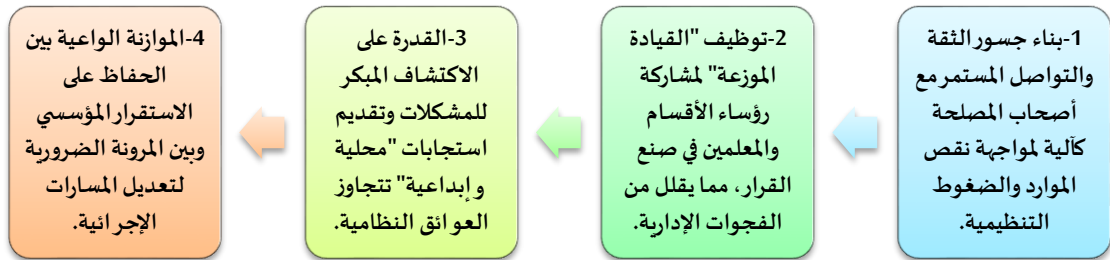 1-بناء جسور الثقة
والتواصل المستمر مع
أصحاب المصلحة
كآلية لمواجهة نقص
الموارد والضغوط
التنظيمية.
2-توظيف "القيادة
الموزعة" لمشاركة
رؤساء الأقسام
والمعلمين في صنع
القرار، مما يقلل من
الفجوات الإدارية.
3-القدرة على
الاكتشاف المبكر
للمشكلات وتقديم
استجابات "محلية
وإبداعية" تتجاوز
العوائق النظامية.
4-الموازنة الواعية بين
الحفاظ على
الاستقرار المؤسسي
وبين المرونة الضرورية
لتعديل المسارات
الإجرائية.